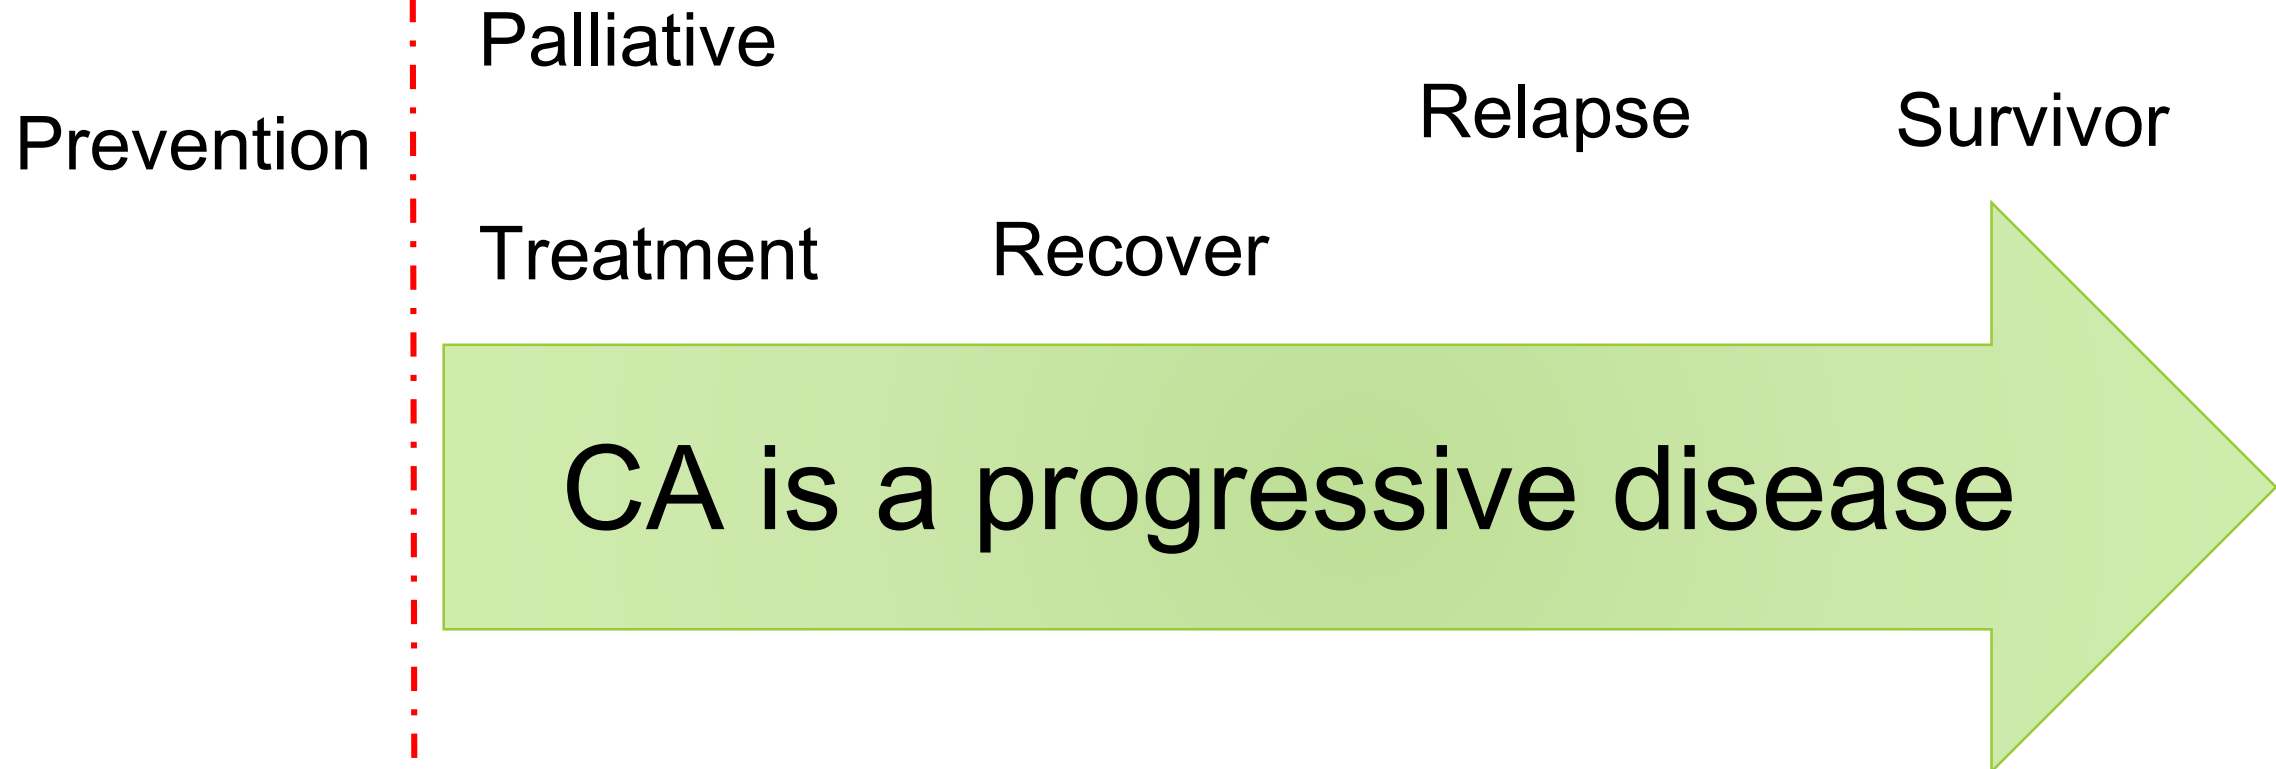 Palliative
Prevention
Relapse
Survivor
Treatment
Recover
CA is a progressive disease